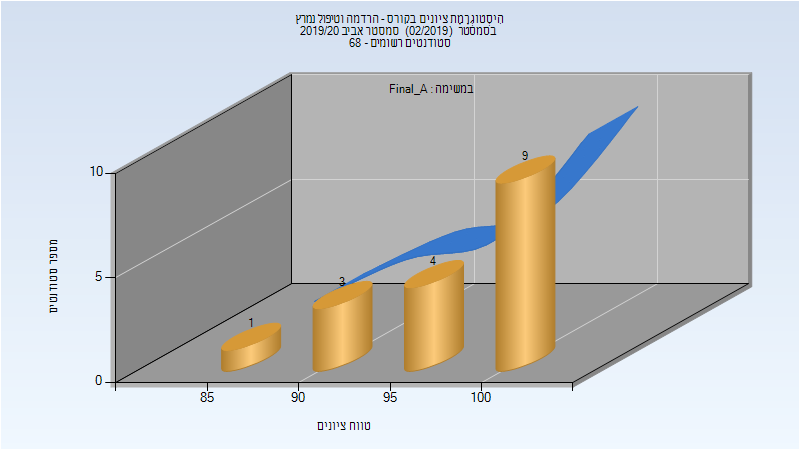 היסטוגרמת ציונים בקורס - הרדמה וטיפול נמרץ
בסמסטר (02/2019) סמסטר אביב 2019/20
סטודנטים רשומים - 68
במשימה : Final_A
10
5
0
מספר סטודנטים
1
3
4
9
85
90
95
100
טווח ציונים